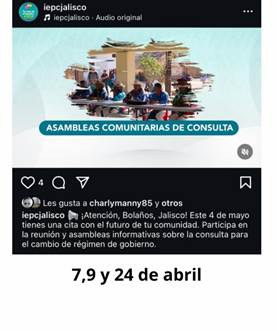 iepcjalisco
iepcjalisco • Audio original
ASAMBLEAS COMUNITARIAS DE CONSULTA
4
Les gusta a charlymanny85 y otros
iepcjalisco 📢 ¡Atención, Bolaños, Jalisco! Este 4 de mayo
tienes una cita con el futuro de tu comunidad. Participa en
la reunión y asambleas informativas sobre la consulta para
el cambio de régimen de gobierno.
7,9 y 24 de abril